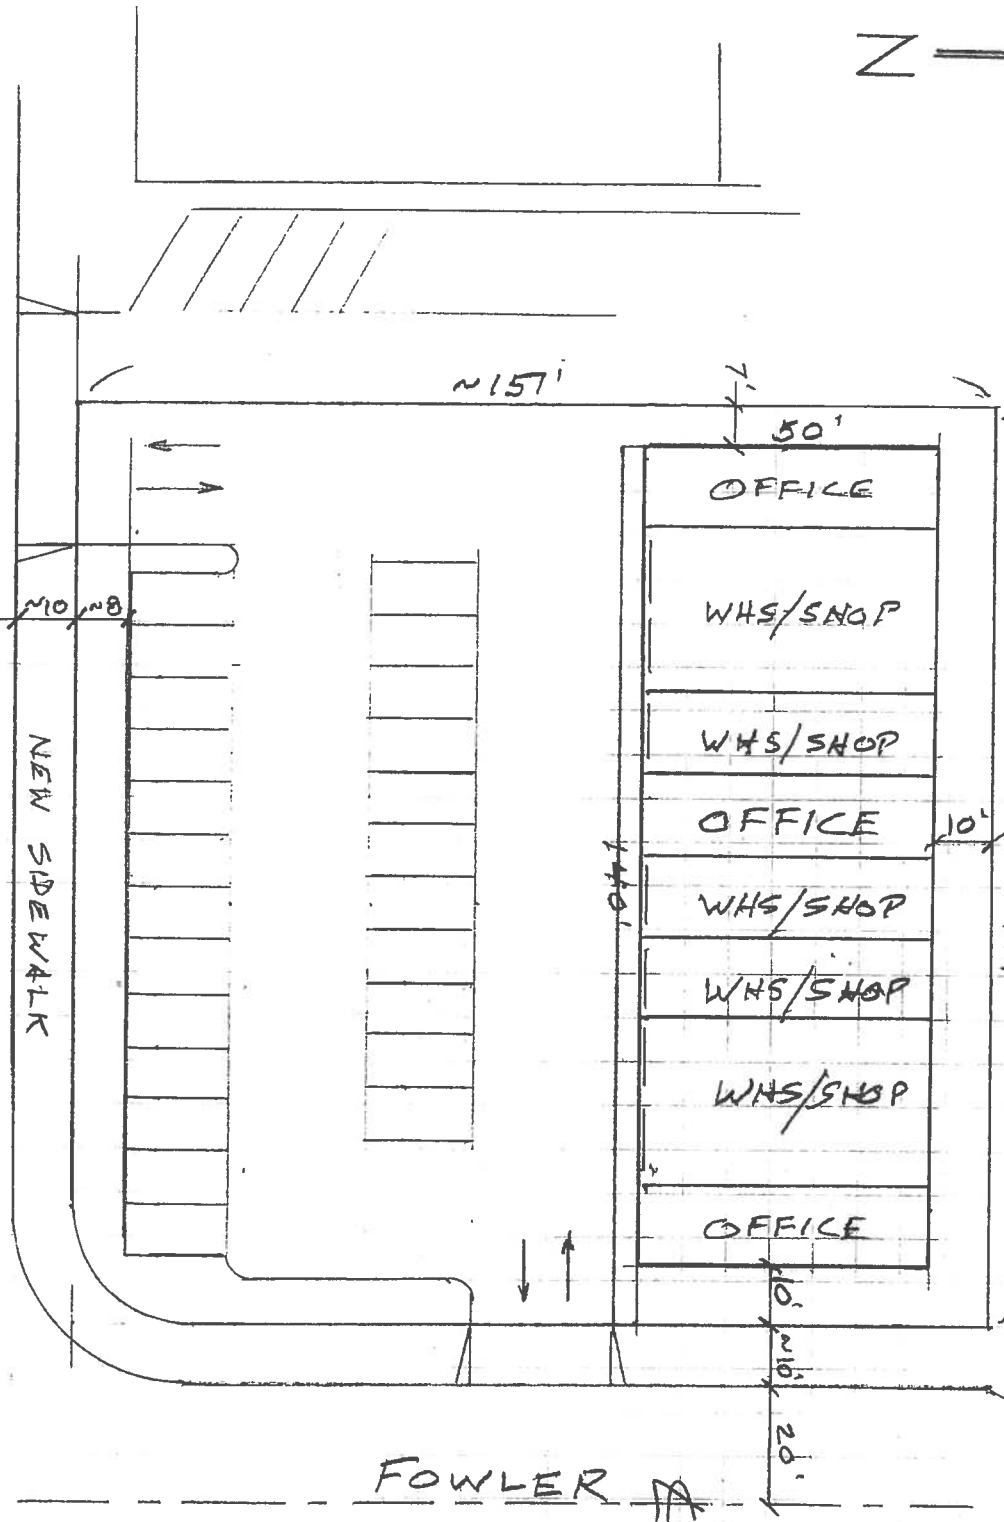 N
~157'
7'
50'
OFFICE
WHS/SHOP
~10
~8
WHS/SHOP
NEW SIDEWALK
OFFICE
10'
140'
WHS/SHOP
WHS/SHOP
WHS/SHOP
OFFICE
10'
~10'
20'
FOWLER